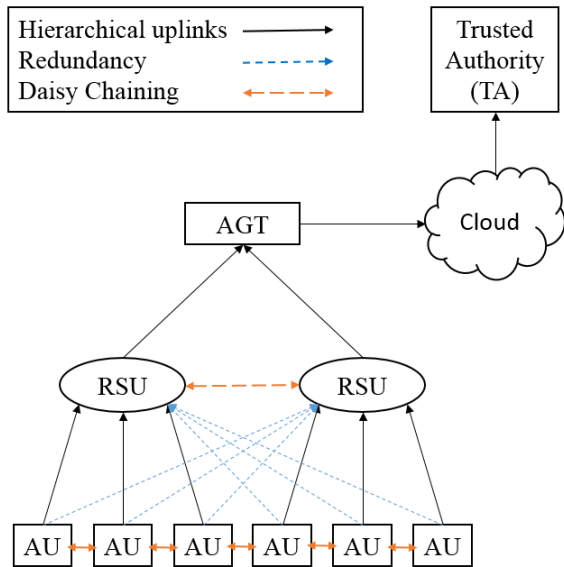 Hierarchical uplinks
Redundancy
Daisy Chaining
Trusted
Authority
(TA)
AGT
Cloud
RSU
RSU
AU
AU
AU
AU
AU
AU